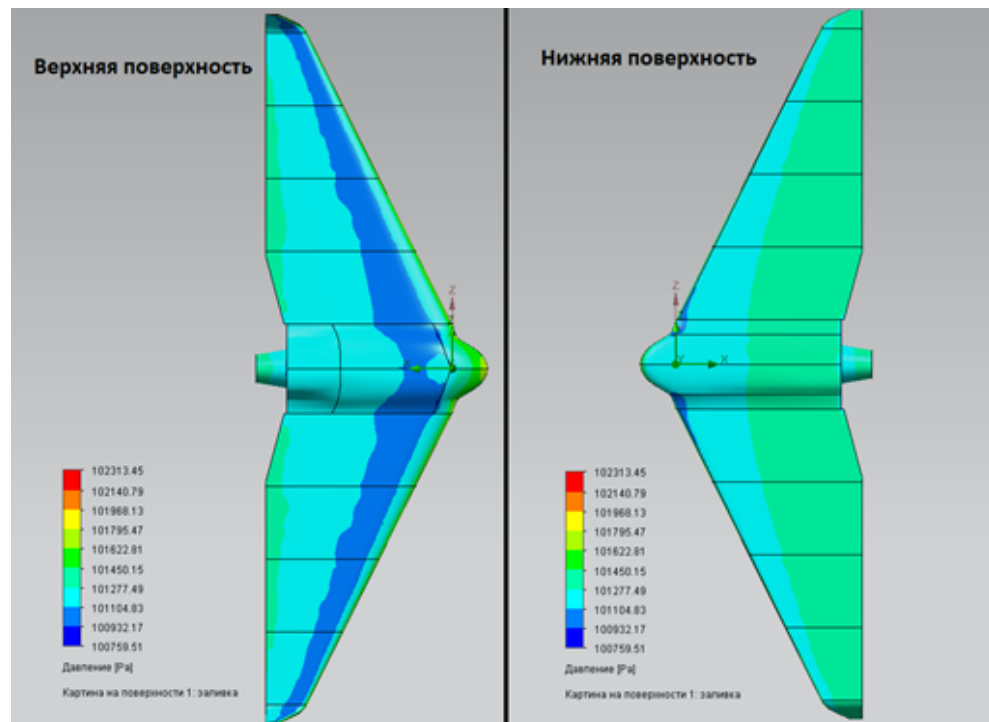 Верхняя поверхность
Z
X
102313.45
102140.79
101968.13
101795.47
101622.81
101450.15
101277.49
101104.83
100932.17
100759.51
Давление [Pa]
Картина на поверхности 1: заливка
Нижняя поверхность
Z
Y
X
102313.45
102140.79
101968.13
101795.47
101622.81
101450.15
101277.49
101104.83
100932.17
100759.51
Давление [Pa]
Картина на поверхности 1: заливка